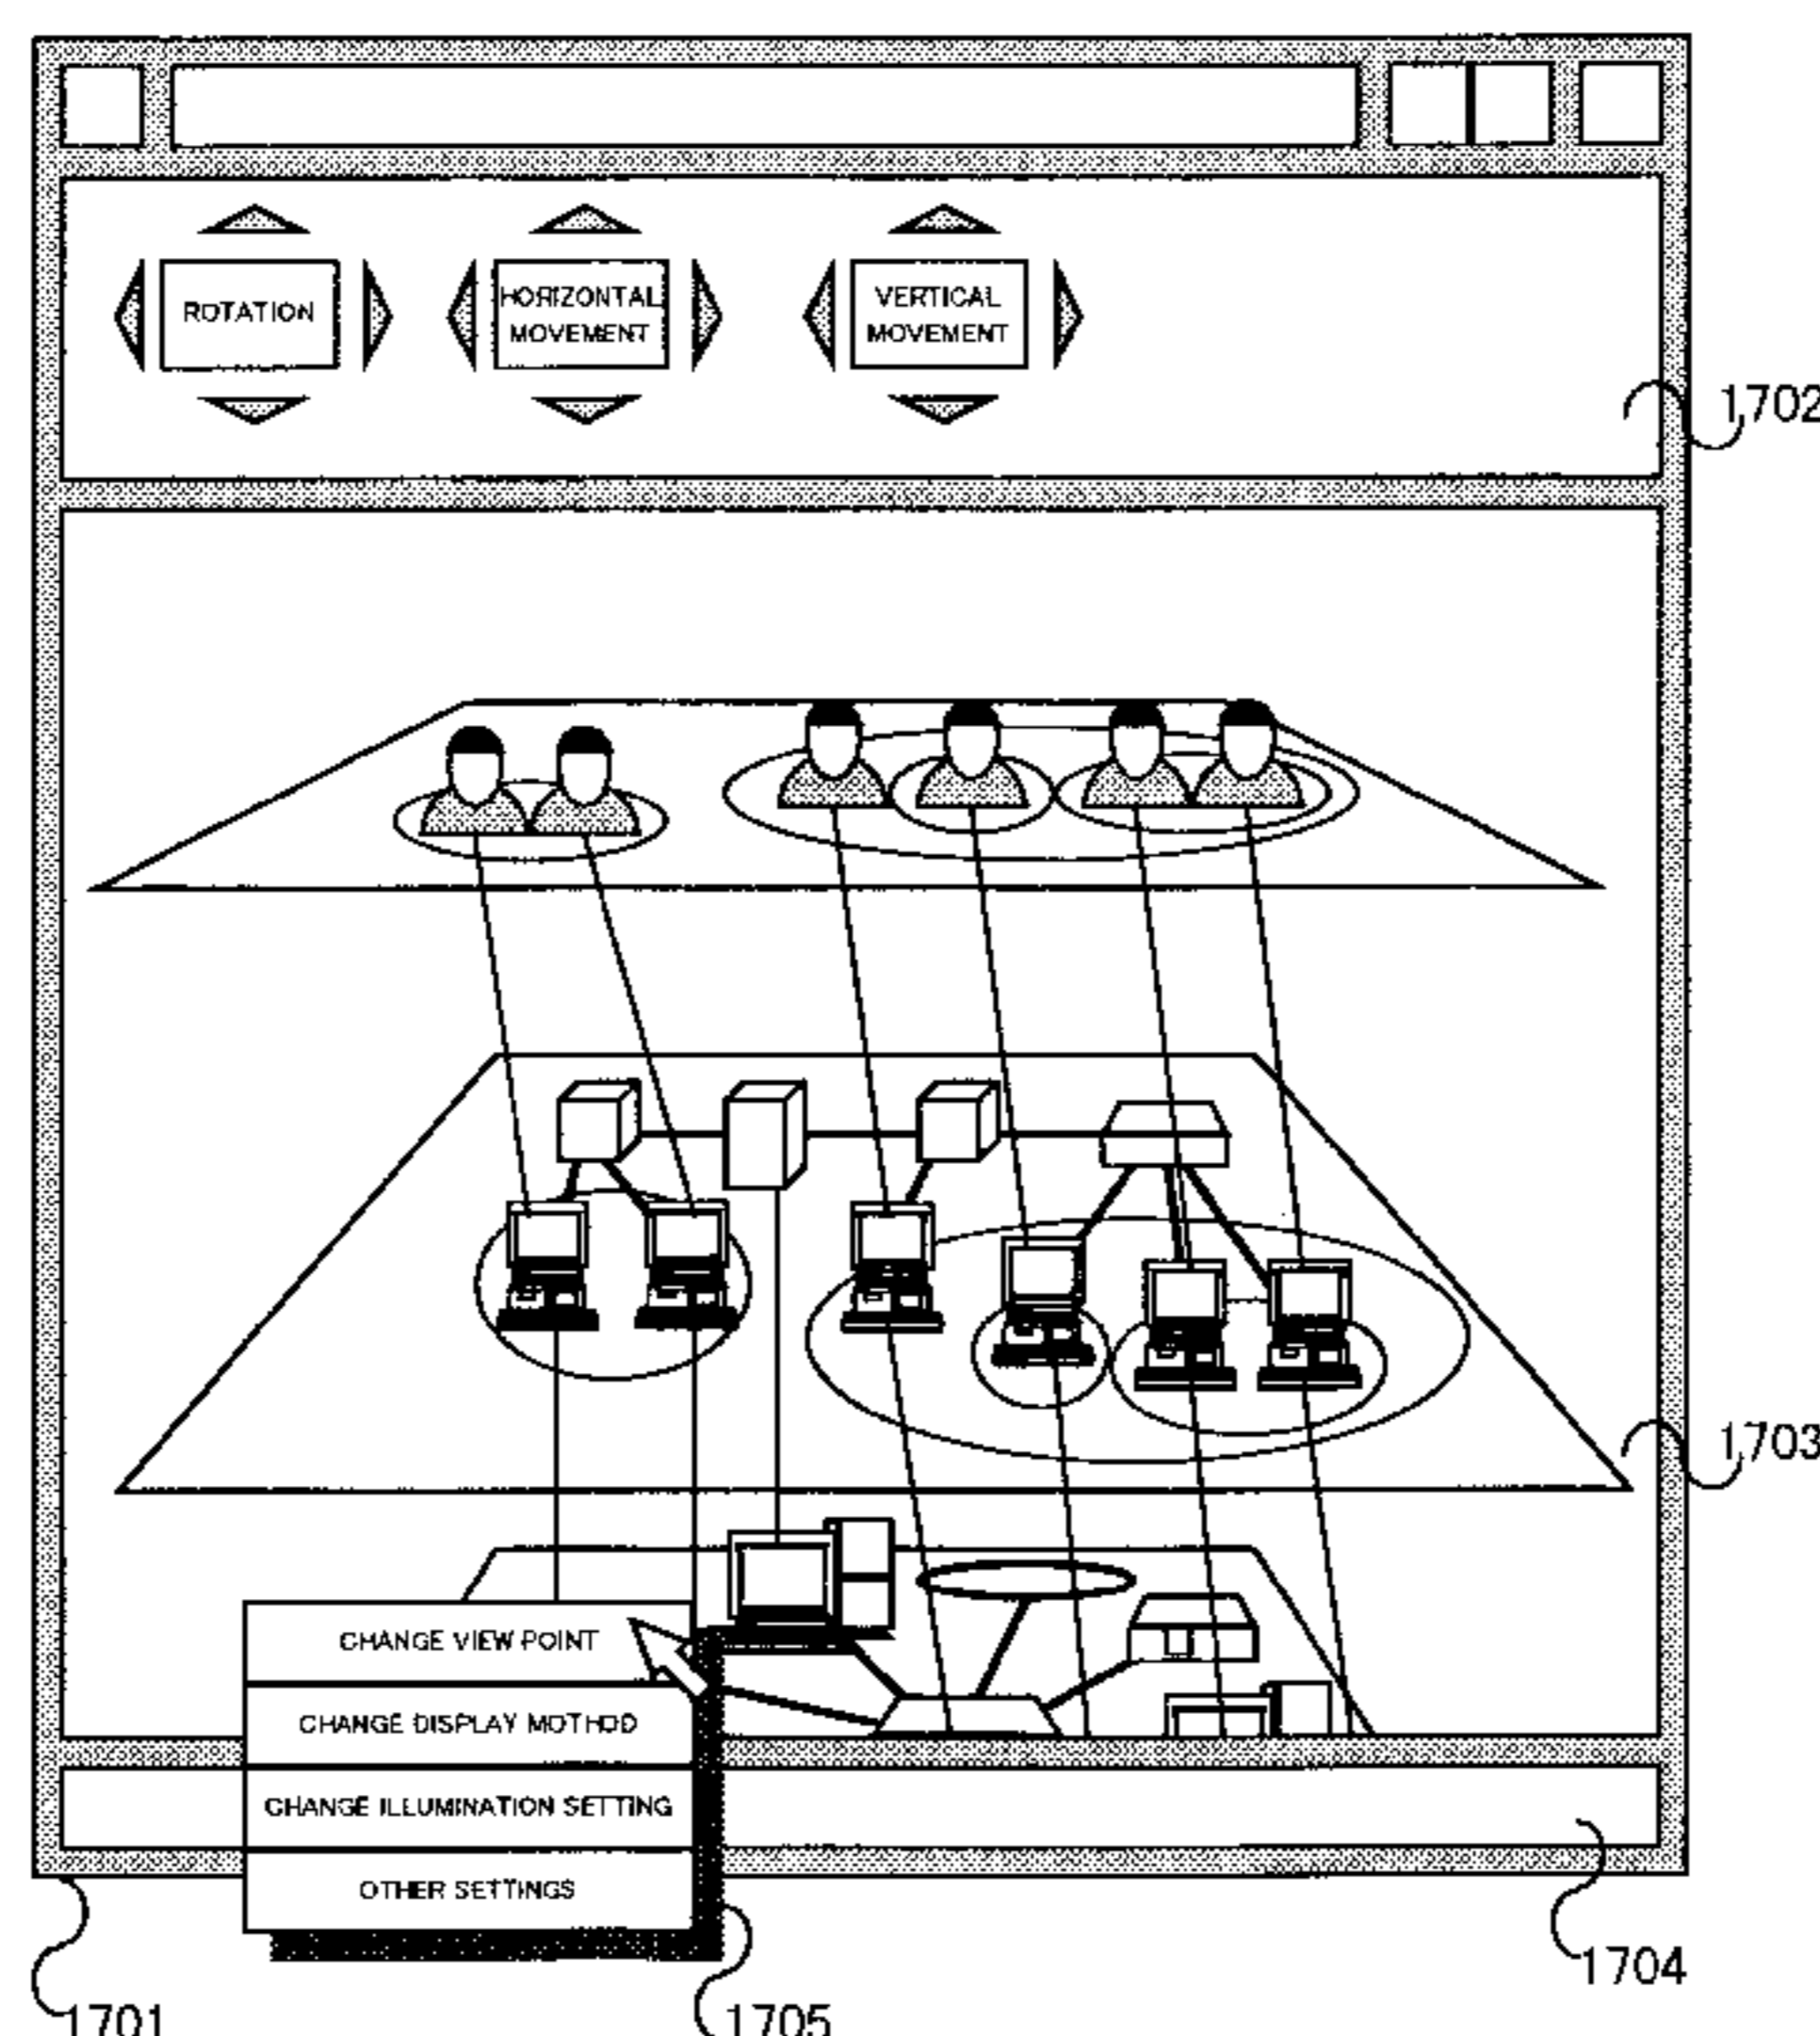 ROTATION
HORIZONTAL
MOVEMENT
VERTICAL
MOVEMENT
1702
1703
CHANGE VIEW POINT
CHANGE DISPLAY MOTHOD
CHANGE ILLUMINATION SETTING
OTHER SETTINGS
1704
1701
1705